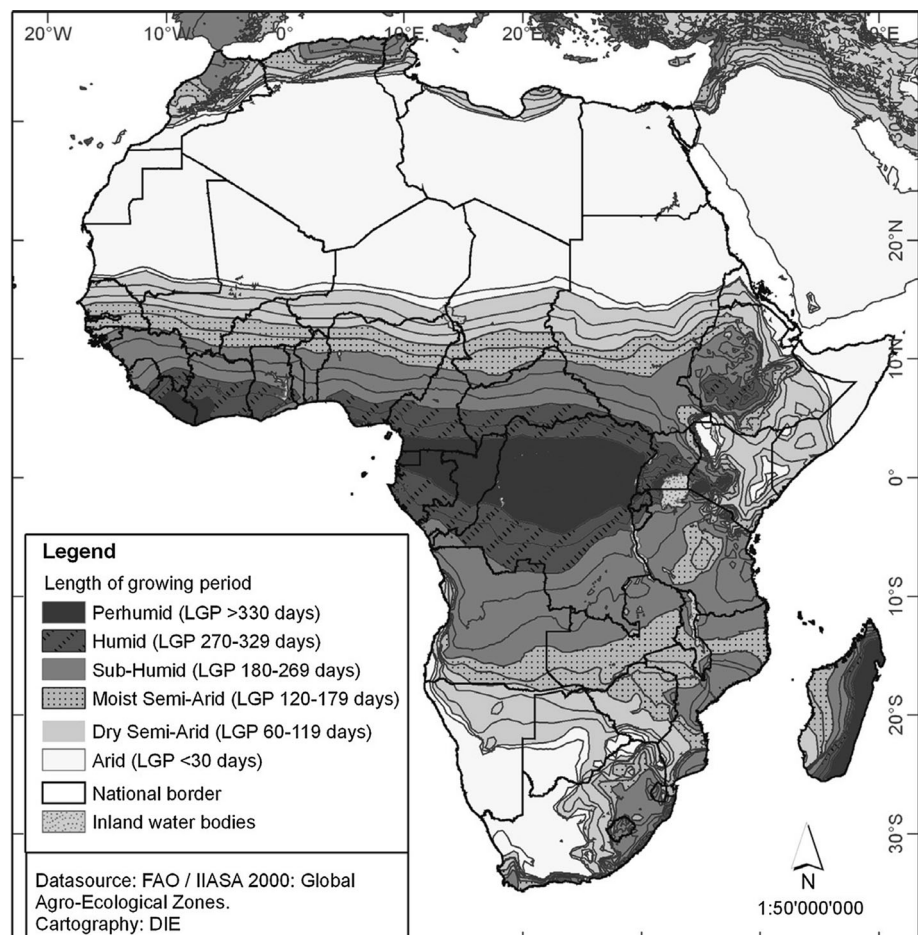 20°W 10°W 0° 10°E 20°E
30°
20°N
10°N
0°
10°S
20°S
30°S
Legend
Length of growing period
Perhumid (LGP >330 days)
Humid (LGP 270-329 days)
Sub-Humid (LGP 180-269 days)
Moist Semi-Arid (LGP 120-179 days)
Dry Semi-Arid (LGP 60-119 days)
Arid (LGP <30 days)
National border
Inland water bodies
Datasource: FAO / IIASA 2000: Global
Agro-Ecological Zones.
Cartography: DIE
N
1:50'000'000